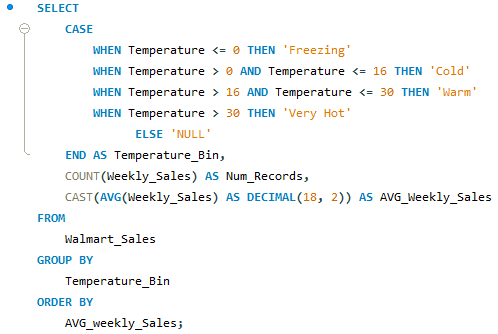 SELECT
CASE
WHEN Temperature <= 0 THEN 'Freezing'
WHEN Temperature > 0 AND Temperature <= 16 THEN 'Cold'
WHEN Temperature > 16 AND Temperature <= 30 THEN 'Warm'
WHEN Temperature > 30 THEN 'Very Hot'
ELSE 'NULL'
END AS Temperature_Bin,
COUNT(Weekly_Sales) AS Num_Records,
CAST(AVG(Weekly_Sales) AS DECIMAL(18, 2)) AS AVG_Weekly_Sales
FROM
Walmart_Sales
GROUP BY
Temperature_Bin
ORDER BY
AVG_weekly_Sales;